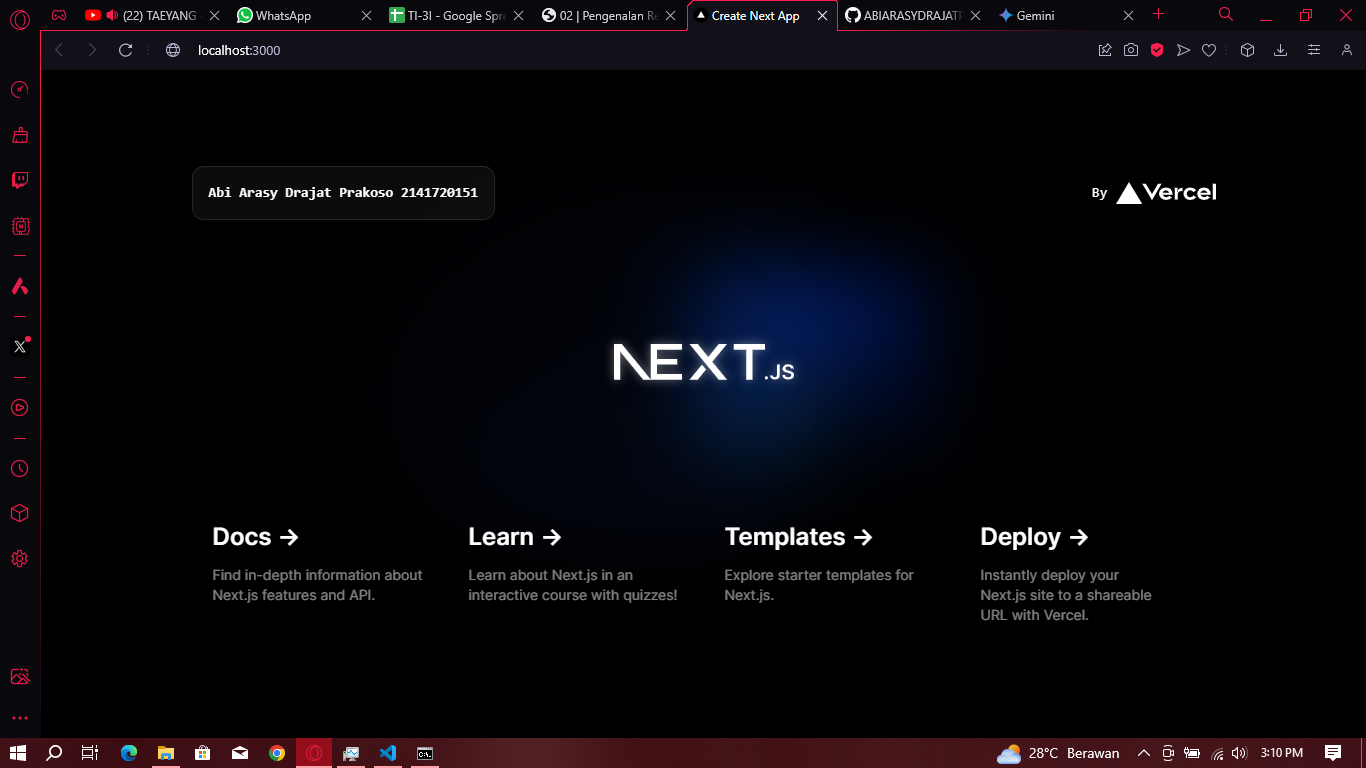 (22) TAEYANG
WhatsApp
TI-3I - Google Spre
02 | Pengenalan Re
Create Next App
ABIARASYDRAJATP
Gemini
localhost:3000
Abi Arasy Drajat Prakoso 2141720151
By Vercel
NEXT.JS
Docs →
Learn →
Templates →
Deploy →
Find in-depth information about
Next.js features and API.
Learn about Next.js in an
interactive course with quizzes!
Explore starter templates for
Next.js.
Instantly deploy your
Next.js site to a shareable
URL with Vercel.
28°C Berawan
3:10 PM